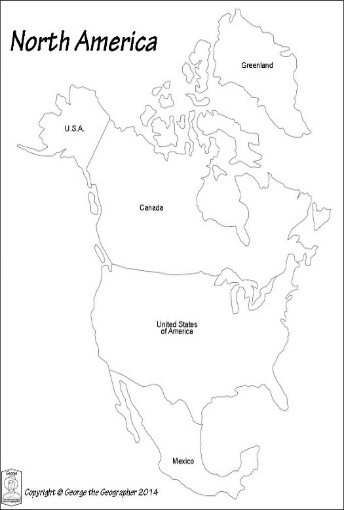 North America
Greenland
U.S.A.
Canada
United States
of America
Mexico
Copyright © George the Geographer 2014